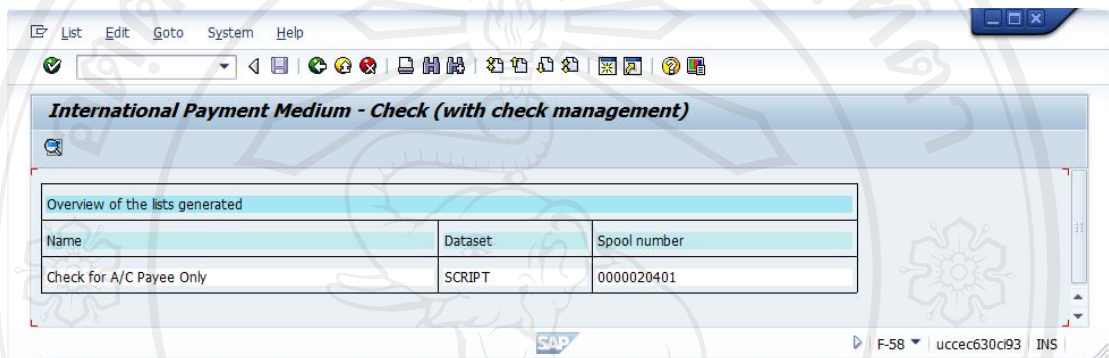 List Edit Goto System Help
International Payment Medium - Check (with check management)
Overview of the lists generated
Name Dataset Spool number
Check for A/C Payee Only SCRIPT 0000020401
SAP F-58 uccec630ci93 INS